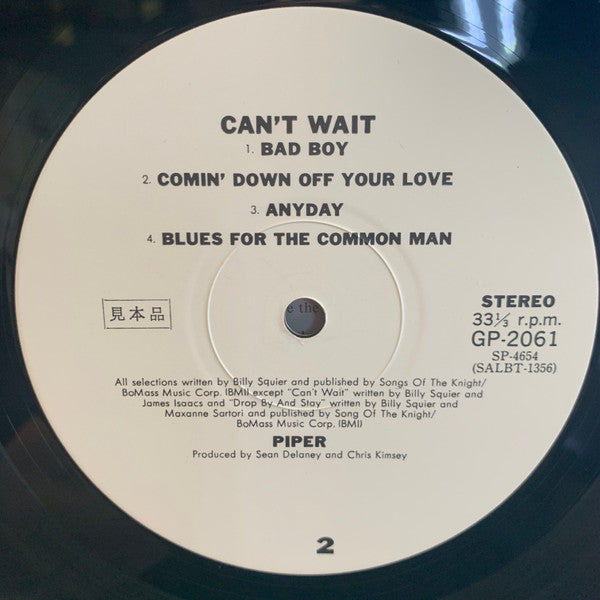 CAN'T WAIT
1. BAD BOY
2. COMIN' DOWN OFF YOUR LOVE
3. ANYDAY
4. BLUES FOR THE COMMON MAN
見本品
STEREO
33⅓ r.p.m.
GP-2061
SP-4654
(SALBT-1356)
e the
All selections written by Billy Squier and published by Songs Of The Knight/
BoMass Music Corp. (BMI) except "Can't Wait" written by Billy Squier and
James Isaacs and "Drop By And Stay" written by Billy Squier and
Maxanne Sartori and published by Song Of The Knight/
BoMass Music Corp. (BMI)
PIPER
Produced by Sean Delaney and Chris Kimsey
2